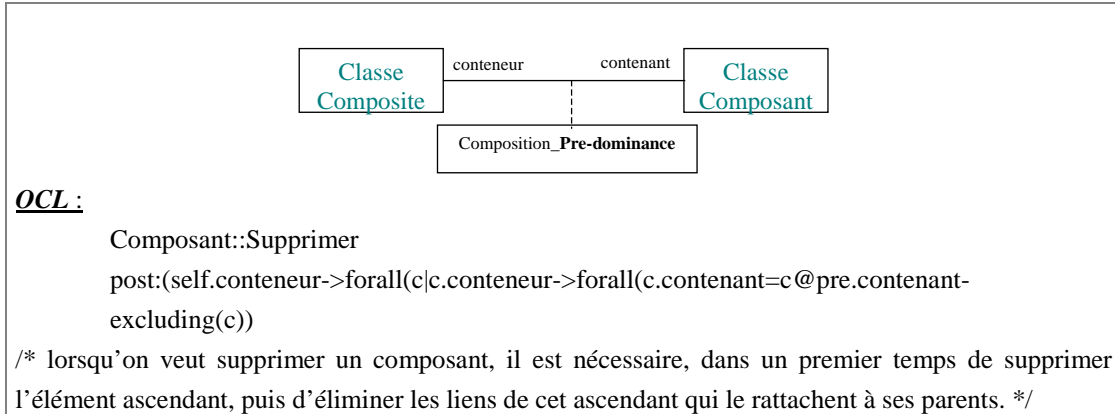 Classe
Composite
conteneur
contenant
Classe
Composant
Composition_Pre-dominance
OCL :
Composant::Supprimer
post:(self.conteneur->forall(c|c.conteneur->forall(c.contenant=c@pre.contenant-
excluding(c))
/* lorsqu’on veut supprimer un composant, il est nécessaire, dans un premier temps de supprimer
l’élément ascendant, puis d’éliminer les liens de cet ascendant qui le rattachent à ses parents. */